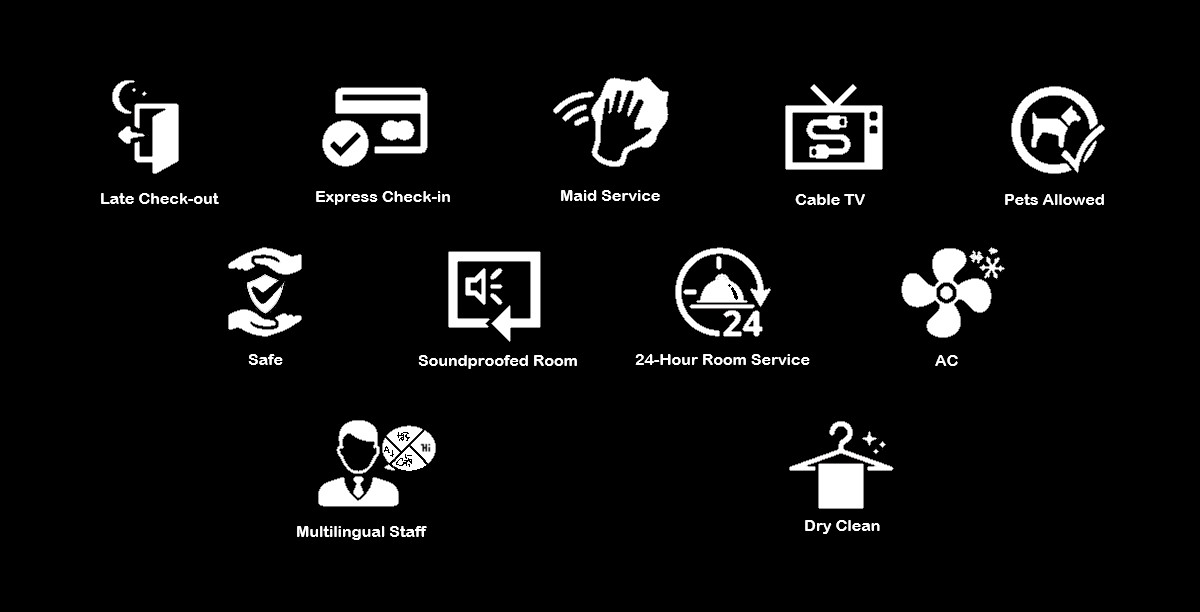 Late Check-out
Express Check-in
Maid Service
Cable TV
Pets Allowed
Safe
Soundproofed Room
24
24-Hour Room Service
AC
Hi
Multilingual Staff
Dry Clean